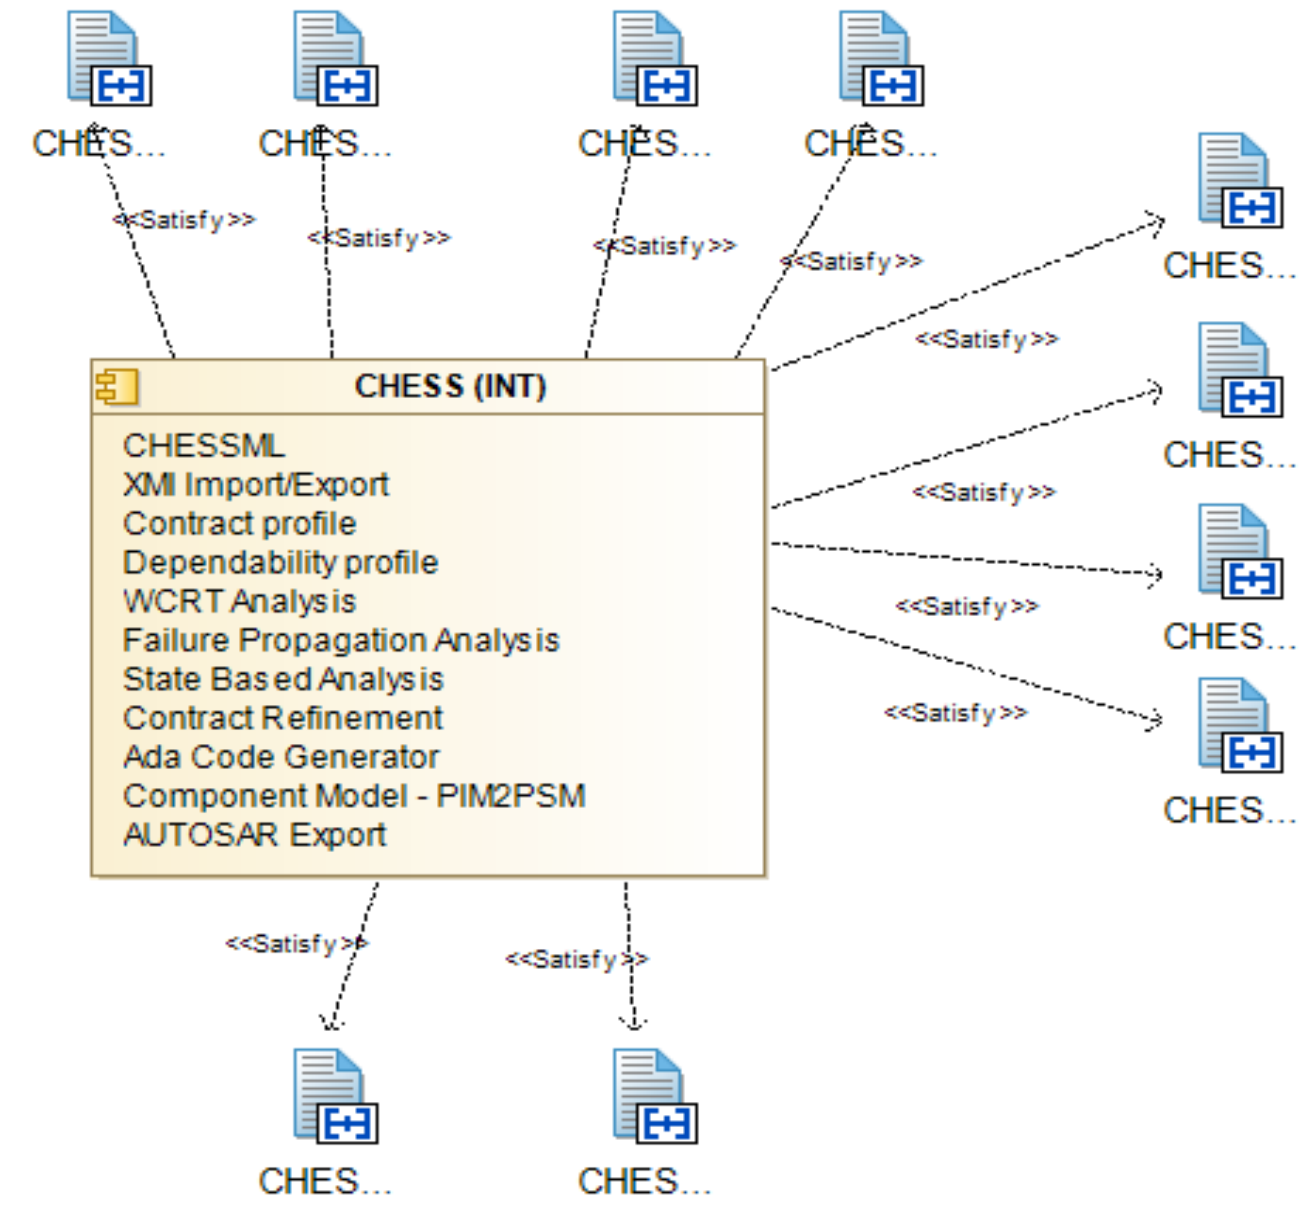 CHES...
CHES...
CHES...
CHES...
CHES...
<<Satisfy>>
<<Satisfy>>
<<Satisfy>>
<<Satisfy>>
<<Satisfy>>
CHESS (INT)
CHESSML
XMI Import/Export
Contract profile
Dependability profile
WCRT Analysis
Failure Propagation Analysis
State Based Analysis
Contract Refinement
Ada Code Generator
Component Model - PIM2PSM
AUTOSAR Export
CHES...
<<Satisfy>>
<<Satisfy>>
CHES...
<<Satisfy>>
CHES...
<<Satisfy>>
<<Satisfy>>
CHES...
CHES...